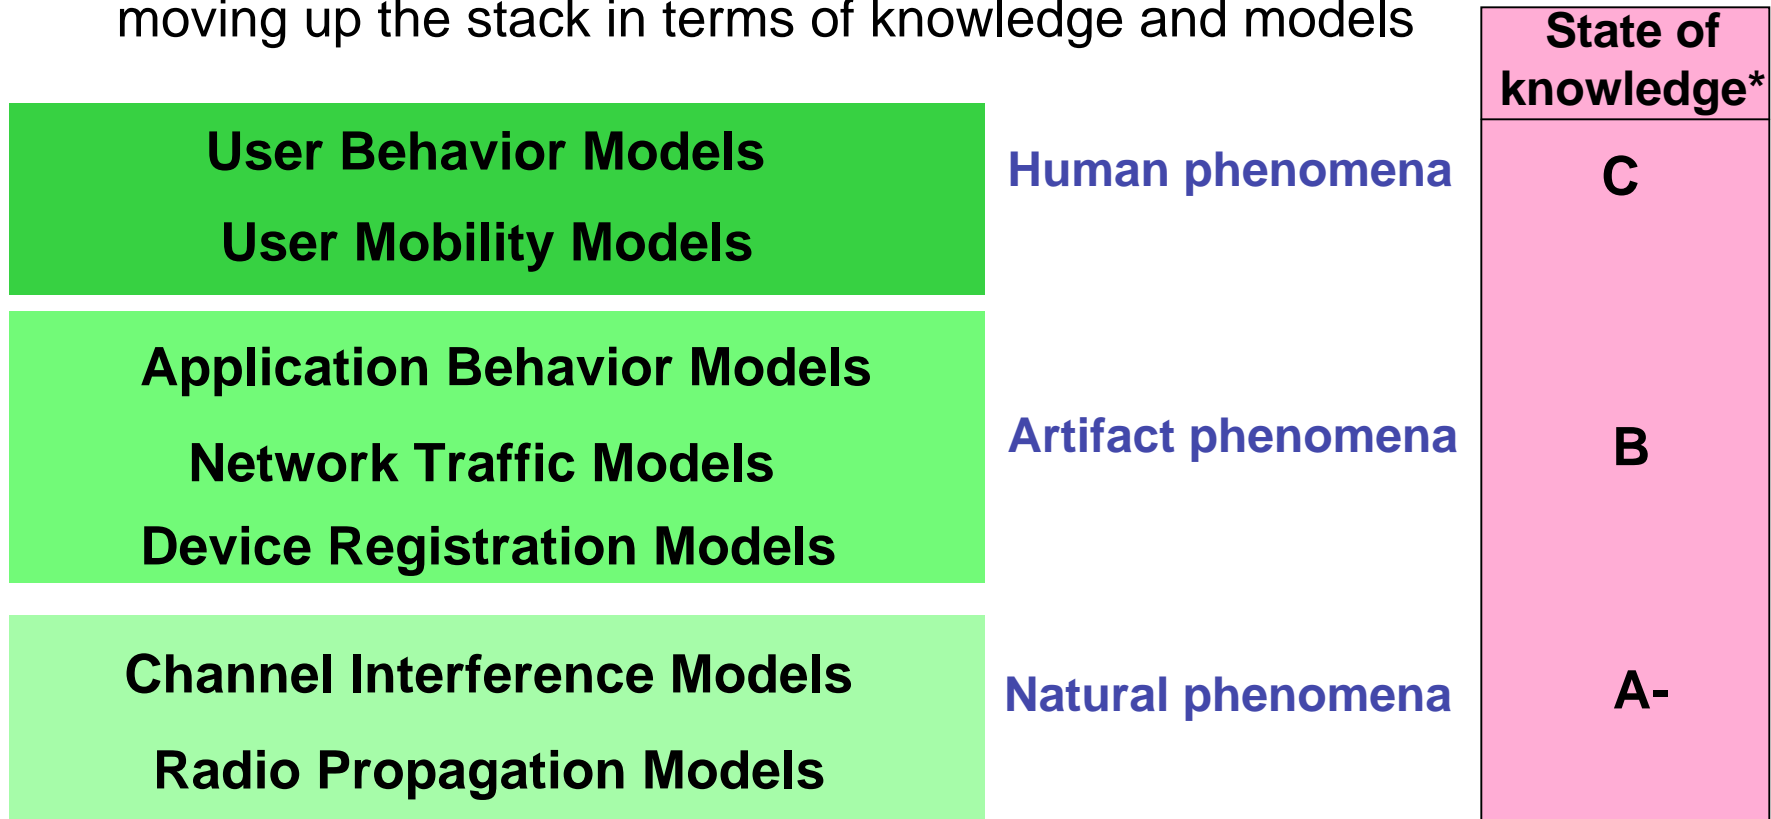 moving up the stack in terms of knowledge and models
State of
knowledge*
User Behavior Models
User Mobility Models
Human phenomena
C
Application Behavior Models
Network Traffic Models
Device Registration Models
Artifact phenomena
B
Channel Interference Models
Radio Propagation Models
Natural phenomena
A-